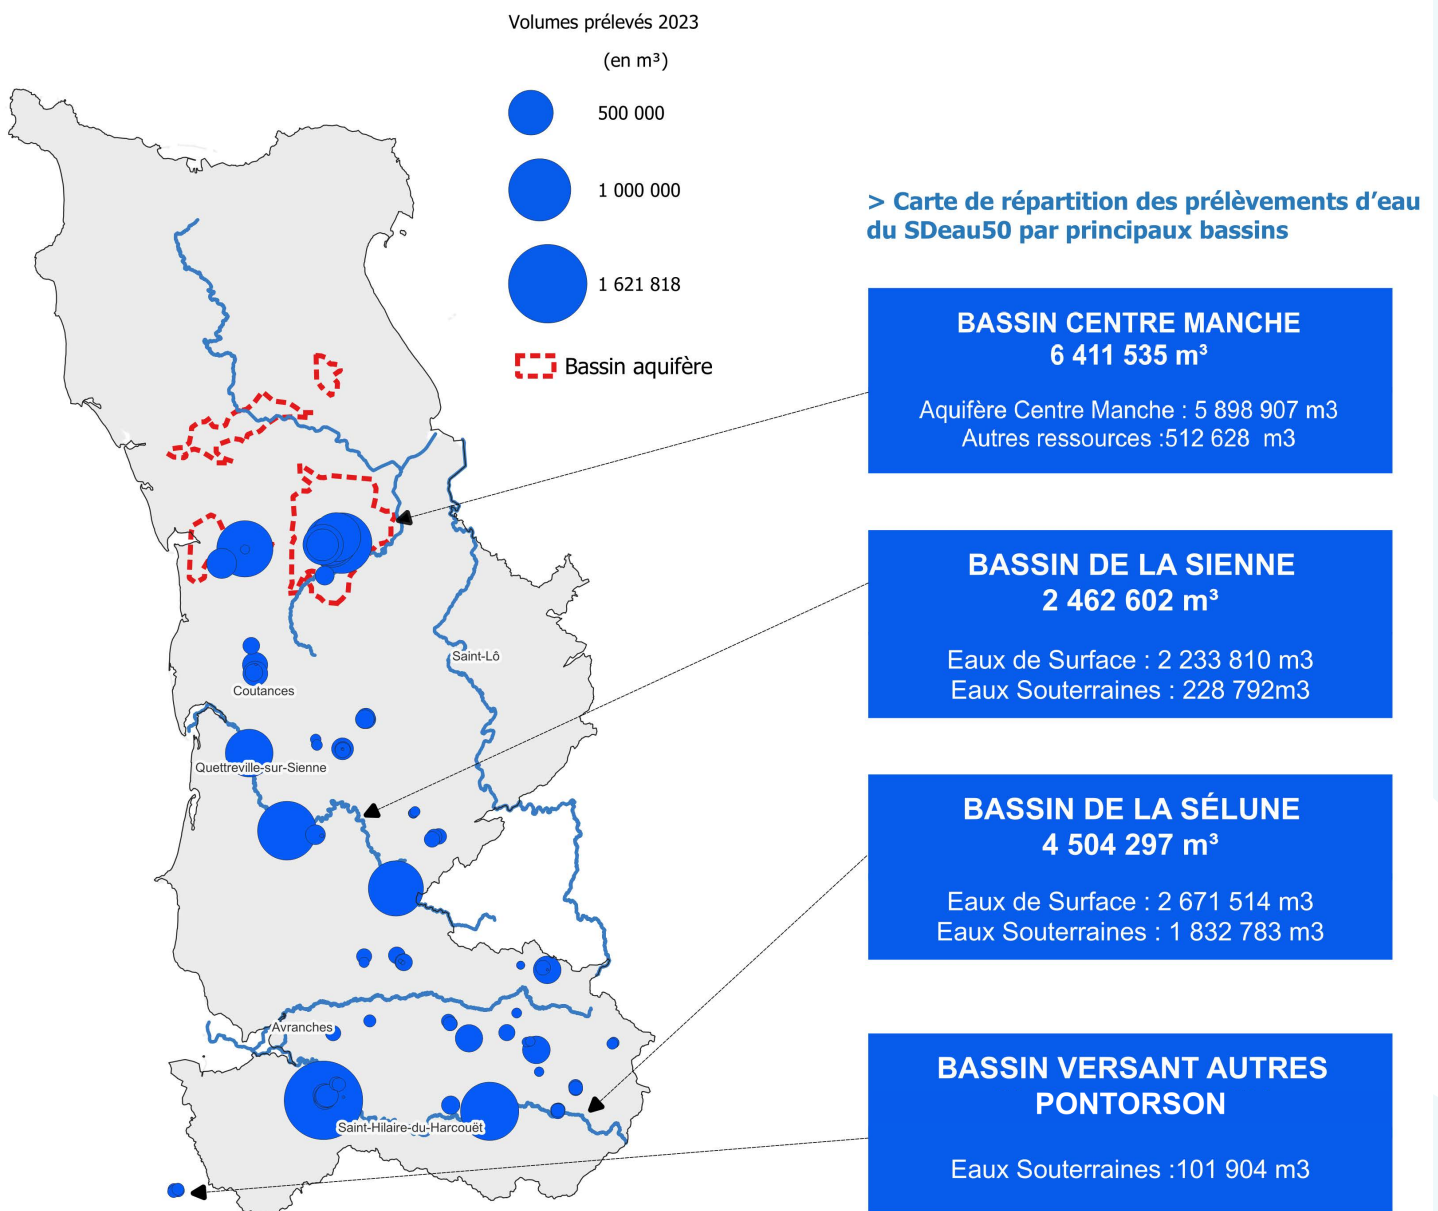 Volumes prélevés 2023
(en m³)
500 000
1 000 000
1 621 818
Bassin aquifère
> Carte de répartition des prélèvements d’eau
du SDeau50 par principaux bassins
BASSIN CENTRE MANCHE
6 411 535 m³
Aquifère Centre Manche : 5 898 907 m3
Autres ressources :512 628 m3
BASSIN DE LA SIENNE
2 462 602 m³
Eaux de Surface : 2 233 810 m3
Eaux Souterraines : 228 792m3
BASSIN DE LA SÉLUNE
4 504 297 m³
Eaux de Surface : 2 671 514 m3
Eaux Souterraines : 1 832 783 m3
BASSIN VERSANT AUTRES
PONTORSON
Eaux Souterraines :101 904 m3
Saint-Lô
Coutances
Quettreville-sur-Sienne
Avranches
Saint-Hilaire-du-Harcouët